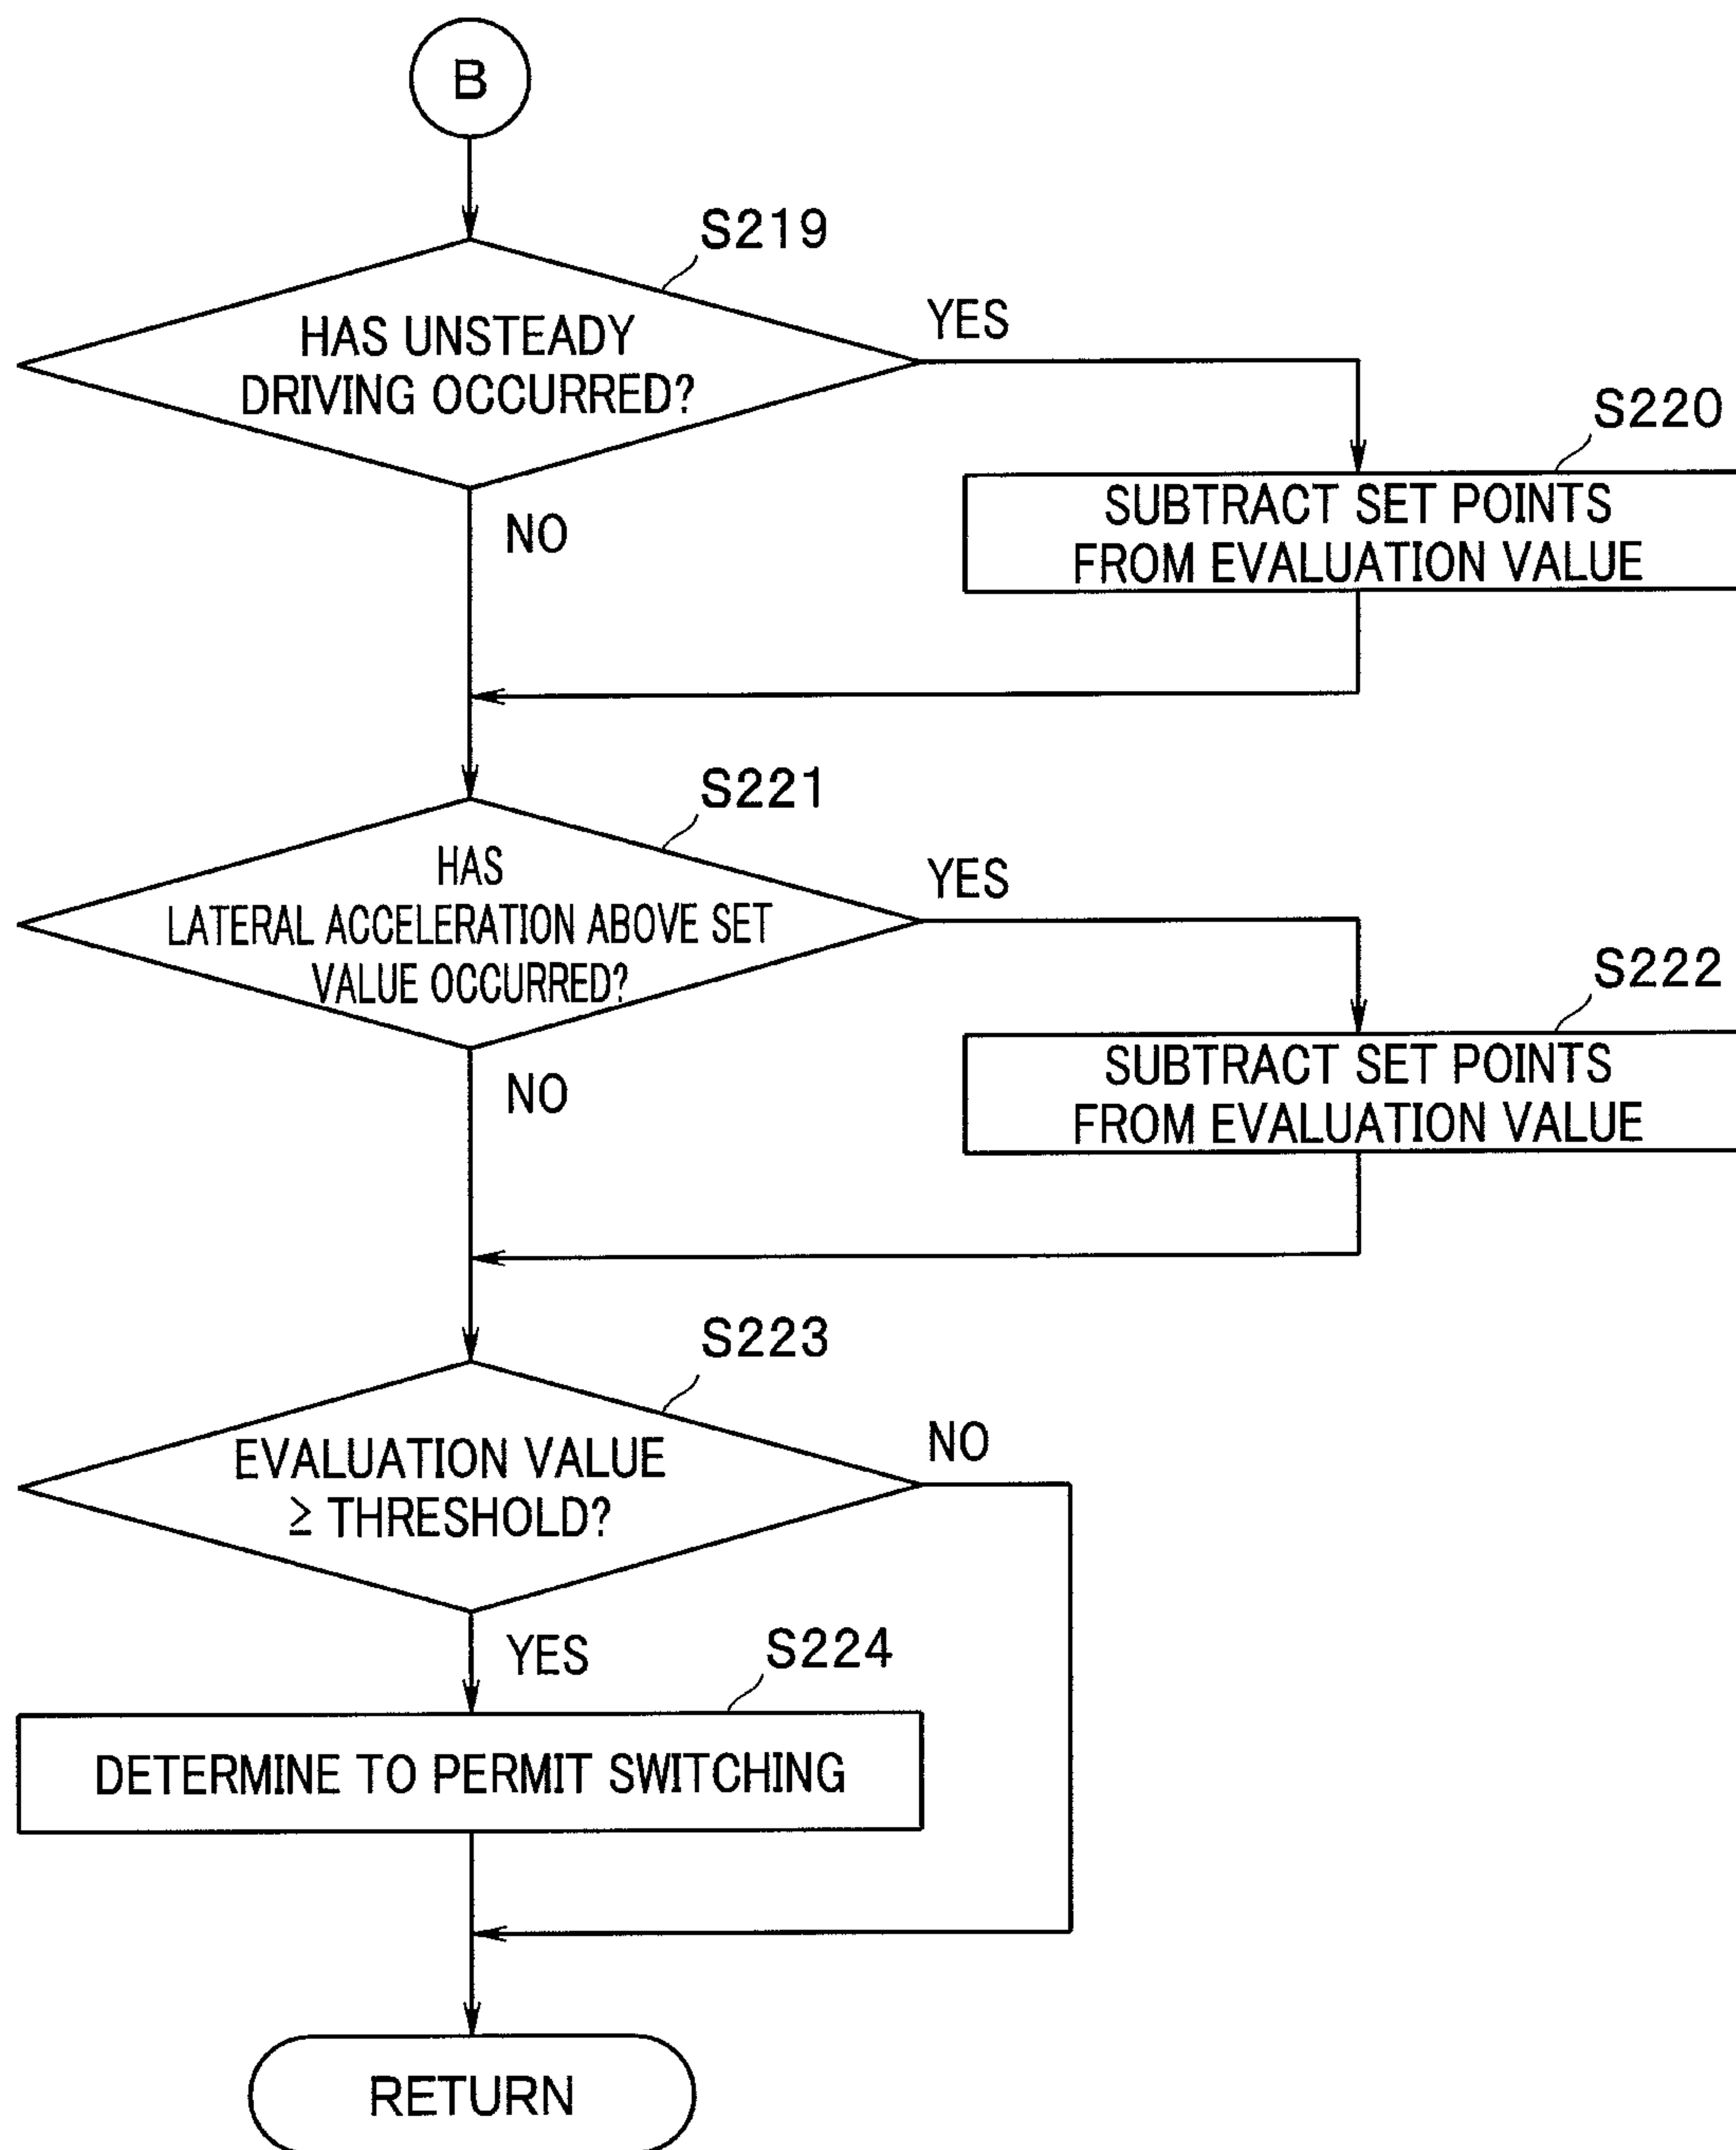 B
S219
HAS UNSTEADY
DRIVING OCCURRED?
YES
NO
S220
SUBTRACT SET POINTS
FROM EVALUATION VALUE
S221
HAS
LATERAL ACCELERATION ABOVE SET
VALUE OCCURRED?
YES
NO
S222
SUBTRACT SET POINTS
FROM EVALUATION VALUE
S223
EVALUATION VALUE
≥ THRESHOLD?
NO
YES
S224
DETERMINE TO PERMIT SWITCHING
RETURN